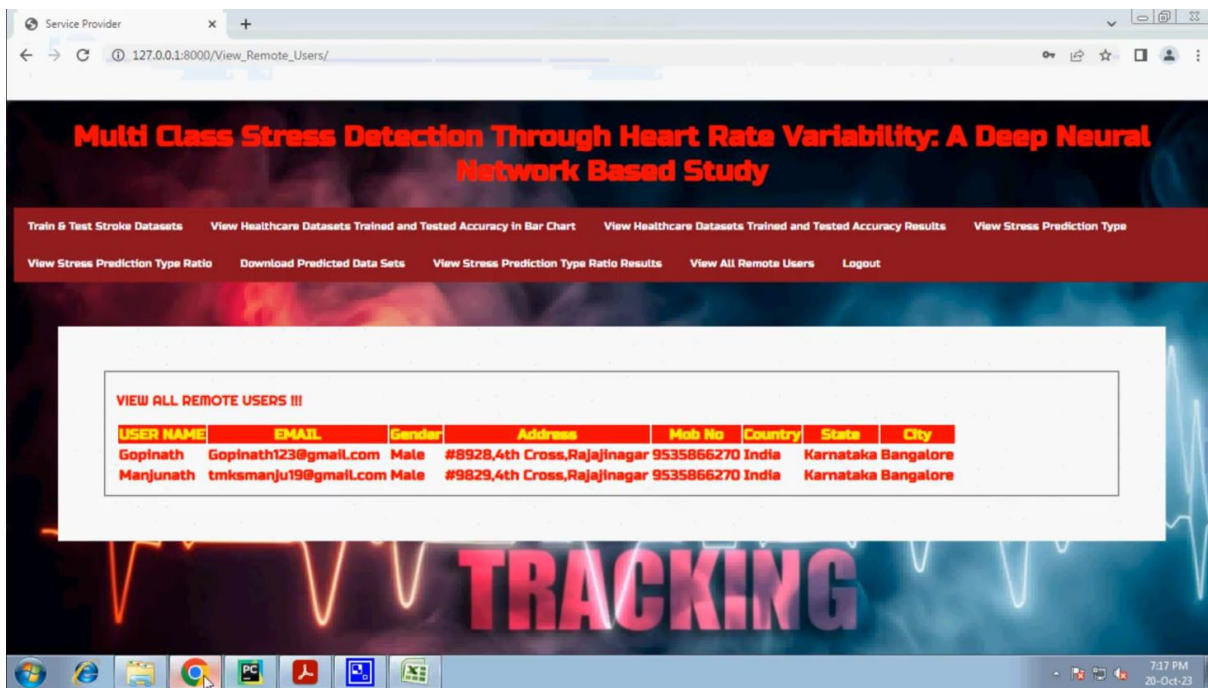 Service Provider
127.0.0.1:8000/View_Remote_Users/
Multi Class Stress Detection Through Heart Rate Variability: A Deep Neural
Network Based Study
Train & Test Stroke Datasets View Healthcare Datasets Trained and Tested Accuracy in Bar Chart View Healthcare Datasets Trained and Tested Accuracy Results View Stress Prediction Type
View Stress Prediction Type Ratio Download Predicted Data Sets View Stress Prediction Type Ratio Results View All Remote Users Logout
VIEW ALL REMOTE USERS !!!
USER NAME EMAIL Gender Address Mob No Country State City
Gopinath Gopinath123@gmail.com Male #8928,4th Cross,Rajajinagar 9535866270 India Karnataka Bangalore
Manjunath tmksmanju19@gmail.com Male #9829,4th Cross,Rajajinagar 9535866270 India Karnataka Bangalore
TRACKING
PC
7:17 PM
20-Oct-23